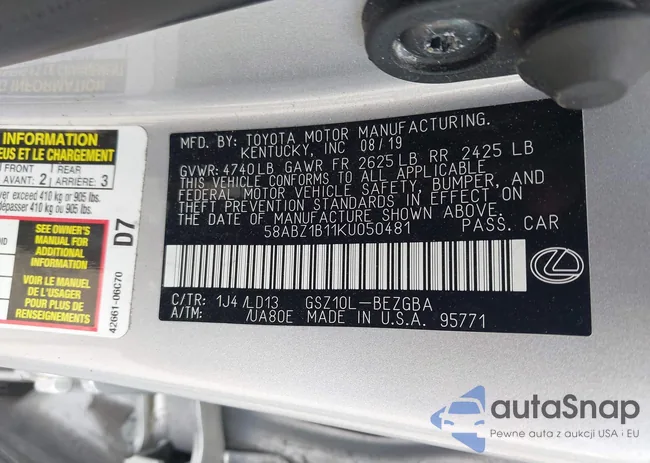 MFD. BY: TOYOTA MOTOR MANUFACTURING.
KENTUCKY, INC 08/19
GVWR: 4740LB GAWR FR 2625LB RR 2425 LB
THIS VEHICLE CONFORMS TO ALL APPLICABLE
FEDERAL MOTOR VEHICLE SAFETY, BUMPER, AND
THEFT PREVENTION STANDARDS IN EFFECT ON
THE DATE OF MANUFACTURE SHOWN ABOVE.
58ABZ1B11KU050481 PASS. CAR
C/TR: 1J4 /LD13 GSZ10L-BEZGBA
A/TM: /UA80E MADE IN U.S.A. 95771
INFORMATION
EUS ET LE CHARGEMENT
FRONT 2
AVANT:
REAR 3
ARRIÈRE:
er exceed 410 kg or 905 lbs.
dépasser 410 kg ou 905 lbs.
SEE OWNER'S
MANUAL FOR
ADDITIONAL
INFORMATION
VOIR LE MANUEL
DE L'USAGER
POUR PLUS DE
RENSEIGNEMENTS
D7
42661-06C70
autaSnap
Pewne auta z aukcji USA i EU